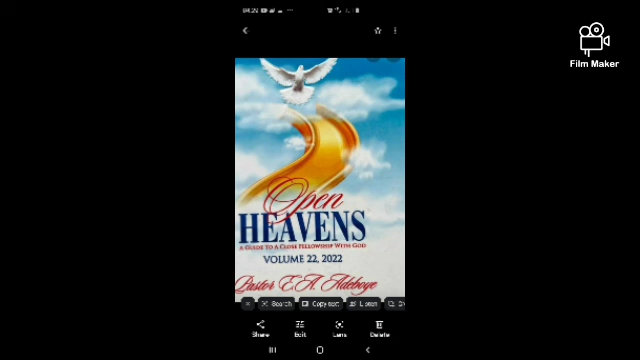 Film Maker
Open
HEAVENS
A GUIDE TO A CLOSE FELLOWSHIP WITH GOD
VOLUME 22, 2022
Pastor E.A. Adeboye
Search
Copy text
Listen
Share
Edit
Lens
Delete